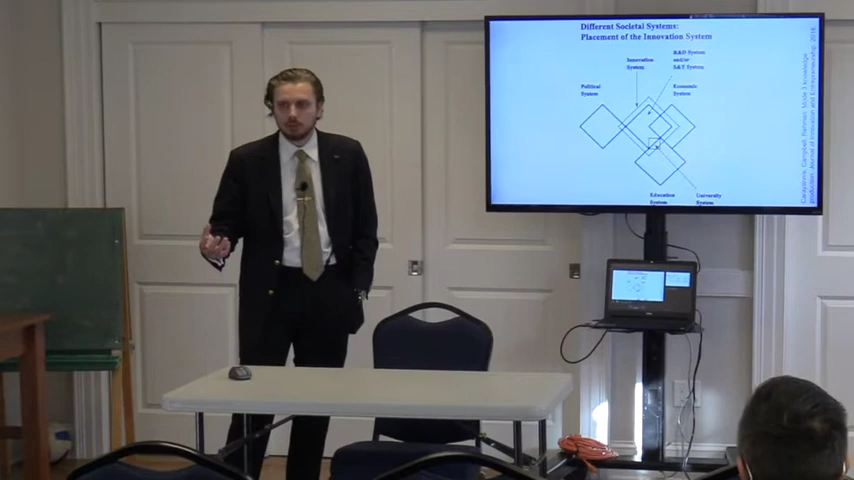 Different Societal Systems:
Placement of the Innovation System
R&D System
and/or
S&T System
Innovation
System
Political
System
Economic
System
Education
System
University
System
Carayannis, Campbell, Rehman. Mode 3 knowledge
production. Journal of Innovation and Entrepreneurship. 2016